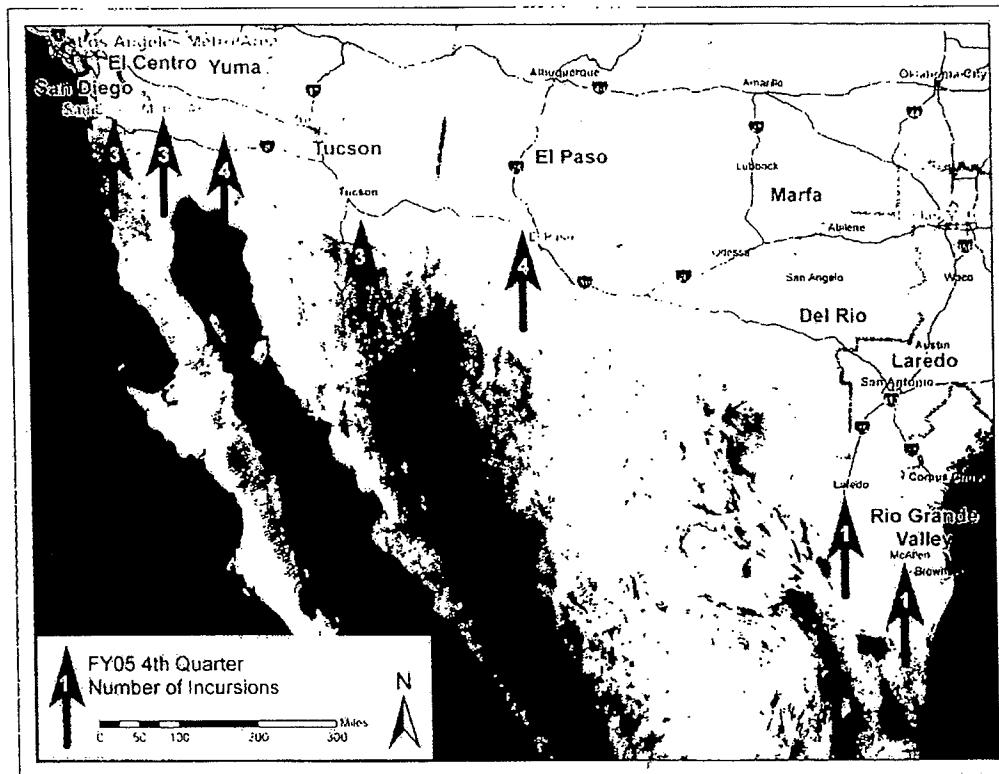 Los Angeles Metro Area
El Centro Yuma
San Diego
3 3 4
Tucson
Tucson
3
Albuquerque
El Paso
El Paso
4
Amarillo
Oklahoma City
Lubbock
Marfa
Abilene
Odessa
San Angelo
Waco
Del Rio
Austin
Laredo
San Antonio
Corpus Christi
Laredo
1
Rio Grande
Valley
McAllen
Brown
1
1
FY05 4th Quarter
Number of Incursions
N
Miles
0 50 100 200 300